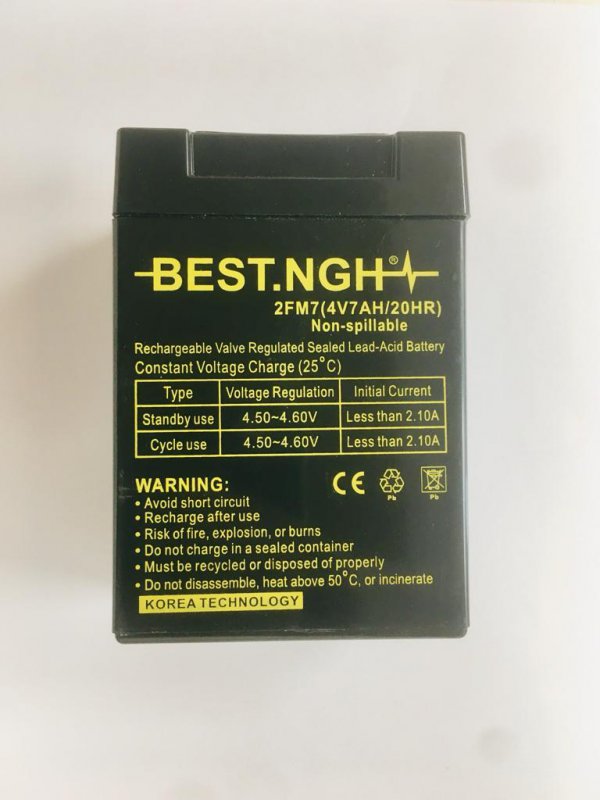 BEST.NGH®
2FM7(4V7AH/20HR)
Non-spillable
Rechargeable Valve Regulated Sealed Lead-Acid Battery
Constant Voltage Charge (25°C)
Type Voltage Regulation Initial Current
Standby use 4.50~4.60V Less than 2.10A
Cycle use 4.50~4.60V Less than 2.10A
WARNING:
• Avoid short circuit
• Recharge after use
• Risk of fire, explosion, or burns
• Do not charge in a sealed container
• Must be recycled or disposed of properly
• Do not disassemble, heat above 50°C, or incinerate
CE Pb Pb
KOREA TECHNOLOGY